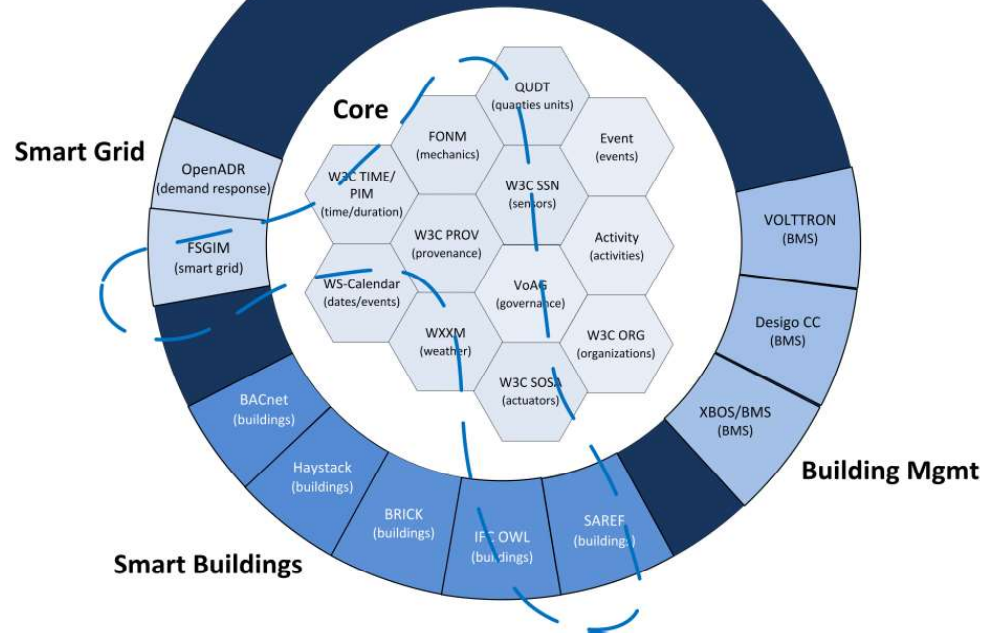 Core
QUDT
(quanties units)
FONM
(mechanics)
Event
(events)
W3C TIME/
PIM
(time/duration)
W3C SSN
(sensors)
W3C PROV
(provenance)
Activity
(activities)
WS-Calendar
(dates/events)
VoAG
(governance)
WXXM
(weather)
W3C ORG
(organizations)
W3C SOSA
(actuators)
Smart Grid
OpenADR
(demand response)
FSGIM
(smart grid)
Smart Buildings
BACnet
(buildings)
Haystack
(buildings)
BRICK
(buildings)
IFC OWL
(buildings)
SAREF
(buildings)
Building Mgmt
VOLTTRON
(BMS)
Desigo CC
(BMS)
XBOS/BMS
(BMS)